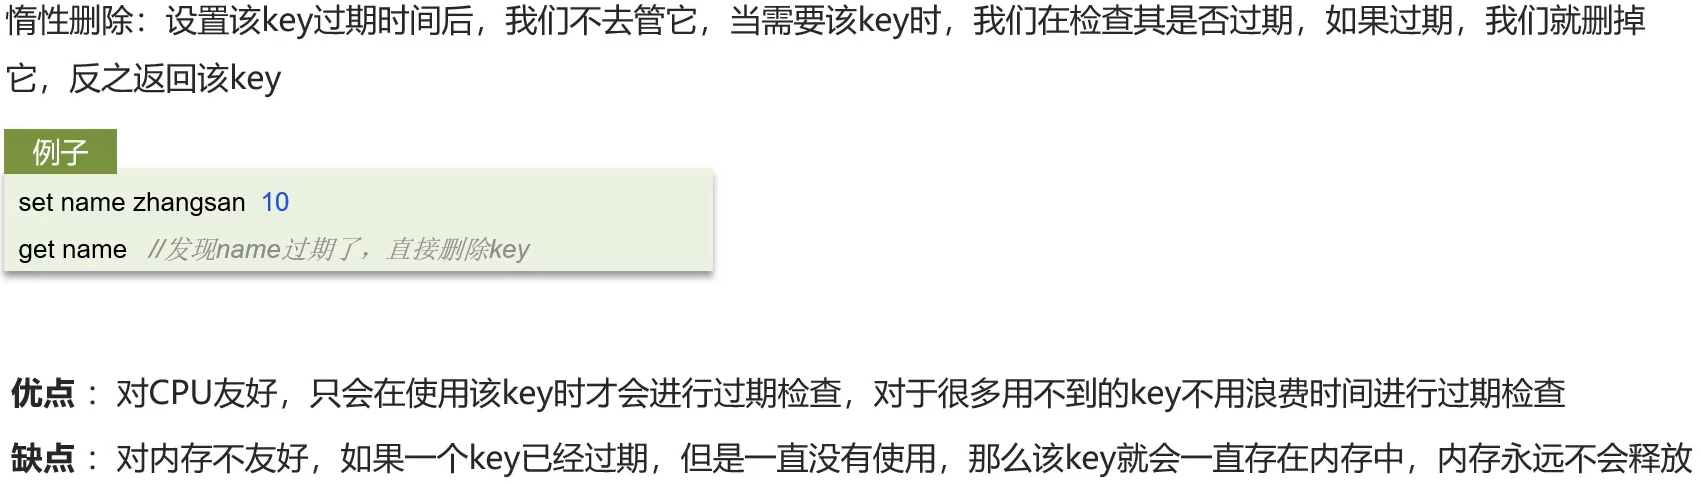 惰性删除：设置该key过期时间后，我们不去管它，当需要该key时，我们在检查其是否过期，如果过期，我们就删掉
它，反之返回该key
例子
set name zhangsan 10
get name //发现name过期了，直接删除key
优点 ：对CPU友好，只会在使用该key时才会进行过期检查，对于很多用不到的key不用浪费时间进行过期检查
缺点 ：对内存不友好，如果一个key已经过期，但是一直没有使用，那么该key就会一直存在内存中，内存永远不会释放